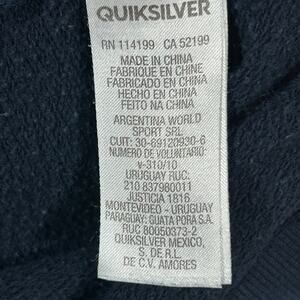 QUIKSILVER
RN 114199 CA 52199
MADE IN CHINA
FABRIQUE EN CHINE
FABRICADO EN CHINA
HECHO EN CHINA
FEITO NA CHINA
ARGENTINA WORLD
SPORT SRL
CUIT: 30-69120930-6
NUMERO DE VOLUNTARIO:
v-310/10
URUGUAY RUC:
210 837980011
JUSTICIA 1816
MONTEVIDEO - URUGUAY
PARAGUAY: GUATA PORA S.A.
RUC 80050373-2
QUIKSILVER MEXICO,
S. DE R.L.
DE C.V. AMORES